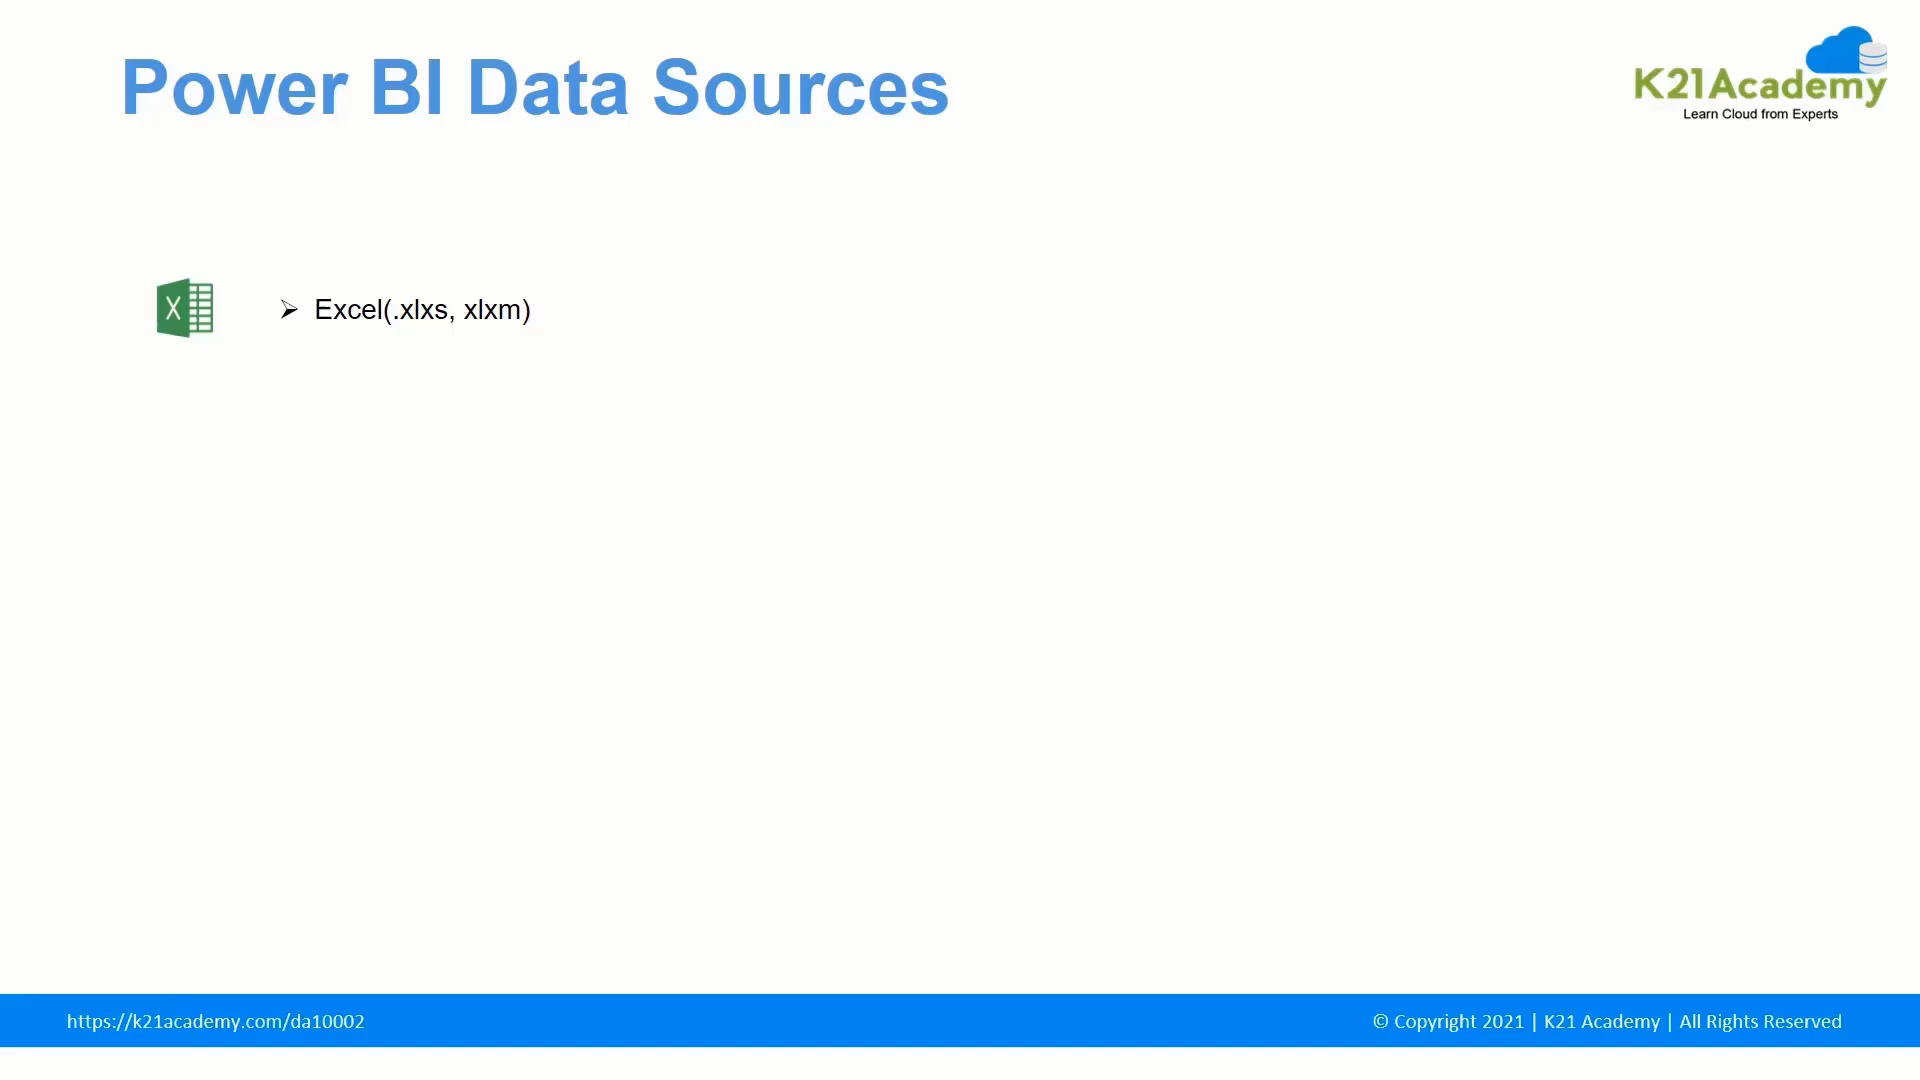 Power BI Data Sources
K21Academy
Learn Cloud from Experts
X
➢ Excel(.xlxs, xlxm)
https://k21academy.com/da10002
© Copyright 2021 | K21 Academy | All Rights Reserved